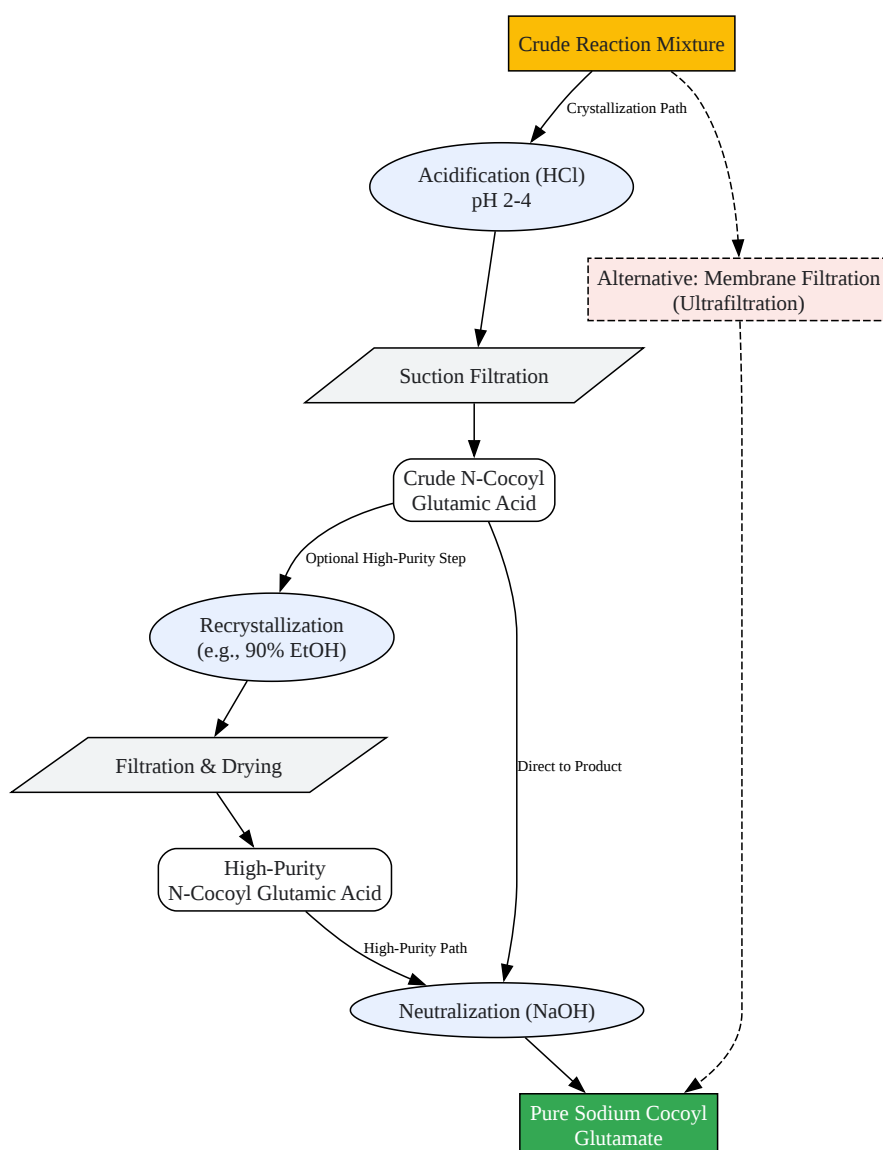 Crude Reaction Mixture
Crystallization Path
Acidification (HCl)
pH 2-4
Alternative: Membrane Filtration
(Ultrafiltration)
Suction Filtration
Crude N-Cocoyl
Glutamic Acid
Optional High-Purity Step
Recrystallization
(e.g., 90% EtOH)
Filtration & Drying
Direct to Product
High-Purity
N-Cocoyl Glutamic Acid
High-Purity Path
Neutralization (NaOH)
Pure Sodium Cocoyl
Glutamate